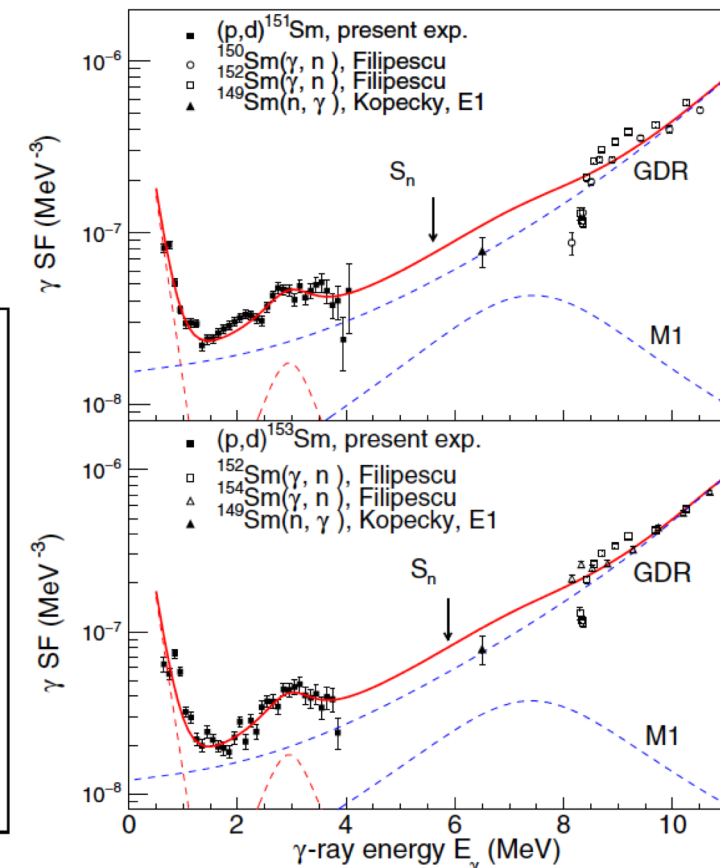 (p,d)¹⁵¹Sm, present exp.
¹⁵⁰Sm(γ, n), Filipescu
¹⁵²Sm(γ, n), Filipescu
¹⁴⁹Sm(n, γ), Kopecky, E1
10⁻⁶
10⁻⁷
10⁻⁸
γ SF (MeV⁻³)
Sₙ
GDR
M1
(p,d)¹⁵³Sm, present exp.
¹⁵²Sm(γ, n), Filipescu
¹⁵⁴Sm(γ, n), Filipescu
¹⁴⁹Sm(n, γ), Kopecky, E1
10⁻⁶
10⁻⁷
10⁻⁸
γ SF (MeV⁻³)
Sₙ
GDR
M1
0 2 4 6 8 10
γ-ray energy E_γ (MeV)